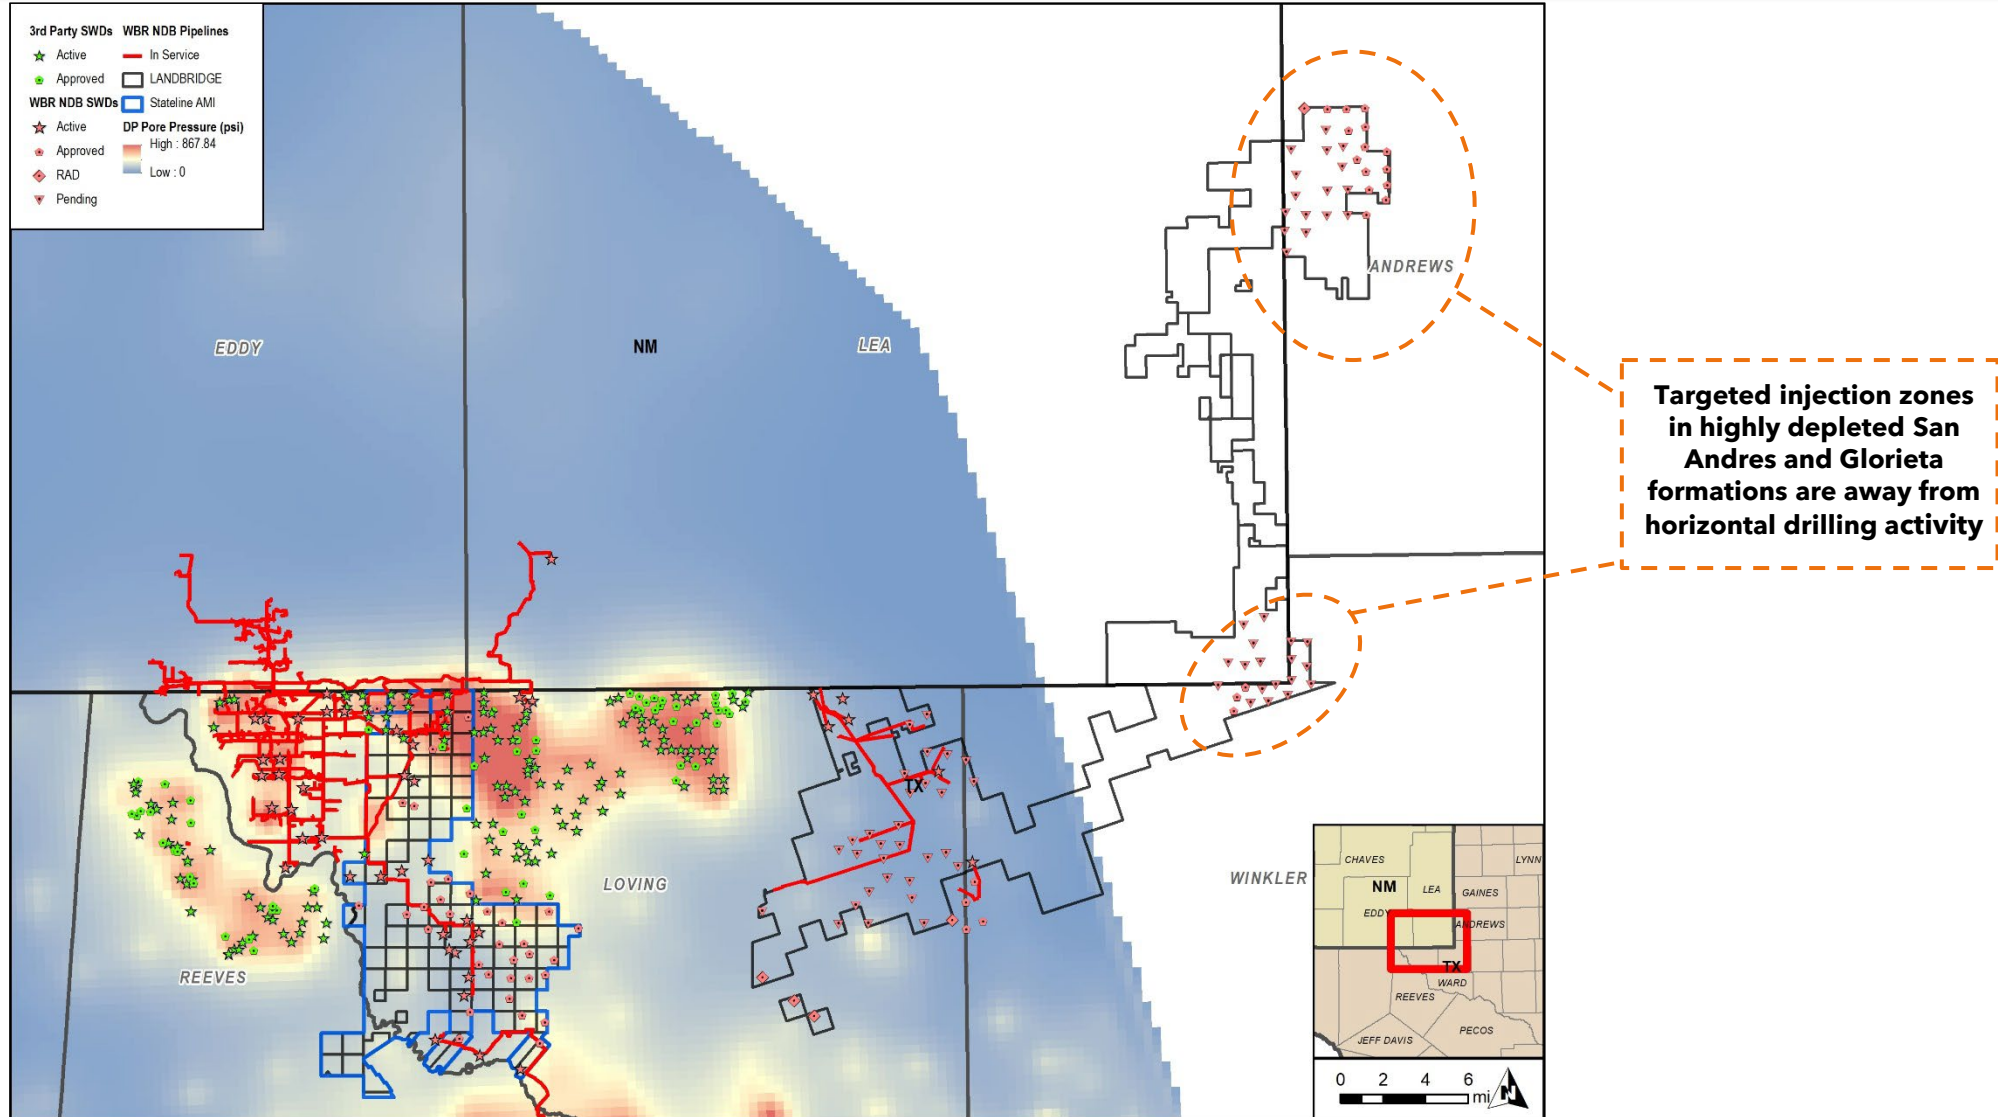 3rd Party SWDs
Active
Approved
WBR NDB SWDs
Active
Approved
RAD
Pending
WBR NDB Pipelines
In Service
LANDBRIDGE
Stateline AMI
DP Pore Pressure (psi)
High : 867.84
Low : 0
EDDY
NM
LEA
ANDREWS
Targeted injection zones
in highly depleted San
Andres and Glorieta
formations are away from
horizontal drilling activity
TX
LOVING
WINKLER
REEVES
CHAVES
LYNN
NM
LEA
GAINES
EDDY
ANDREWS
TX
WARD
REEVES
PECOS
JEFF DAVIS
0 2 4 6
mi
N